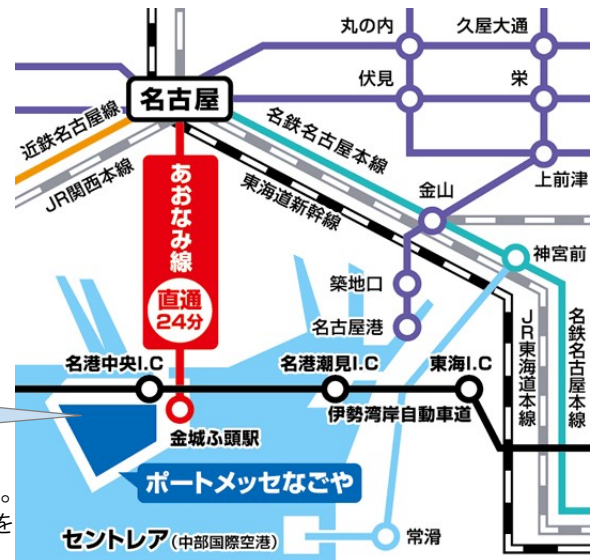 丸の内
久屋大通
伏見
栄
名古屋
近鉄名古屋線
JR関西本線
名鉄名古屋本線
東海道新幹線
上前津
金山
あおなみ線
直通
24分
神宮前
築地口
名古屋港
JR東海道本線
名鉄名古屋本線
名港中央I.C
名港潮見I.C
東海I.C
伊勢湾岸自動車道
金城ふ頭駅
ポートメッセなごや
。
を
セントレア(中部国際空港)
常滑